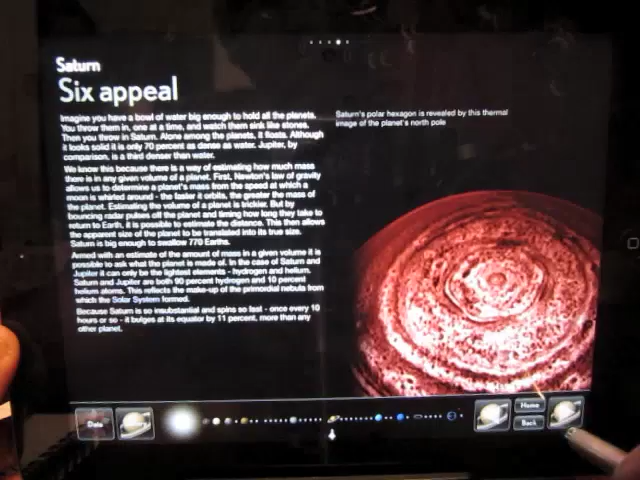 Saturn
Six appeal
Imagine you have a bowl of water big enough to hold all the planets.
You throw them in, one at a time, and watch them sink like stones.
Then you throw in Saturn. Alone among the planets, it floats. Although
it looks solid it is only 70 percent as dense as water. Jupiter, by
comparison, is a third denser than water.
We know this because there is a way of estimating how much mass
there is in any given volume of a planet. First, Newton's law of gravity
allows us to determine a planet's mass from the speed at which a
moon is whirled around - the faster it orbits, the greater the mass of
the planet. Estimating the volume of a planet is trickier. But by
bouncing radar pulses off the planet and timing how long they take to
return to Earth, it is possible to estimate the distance. This then allows
the apparent size of the planet to be translated into its true size.
Saturn is big enough to swallow 770 Earths.
Armed with an estimate of the amount of mass in a given volume it is
possible to ask what the planet is made of. In the case of Saturn and
Jupiter it can only be the lightest elements - hydrogen and helium.
Saturn and Jupiter are both 90 percent hydrogen and 10 percent
helium atoms. This reflects the make-up of the primordial nebula from
which the Solar System formed.
Because Saturn is so insubstantial and spins so fast - once every 10
hours or so - it bulges at its equator by 11 percent, more than any
other planet.
Saturn's polar hexagon is revealed by this thermal
image of the planet's north pole
Data
Home
Back